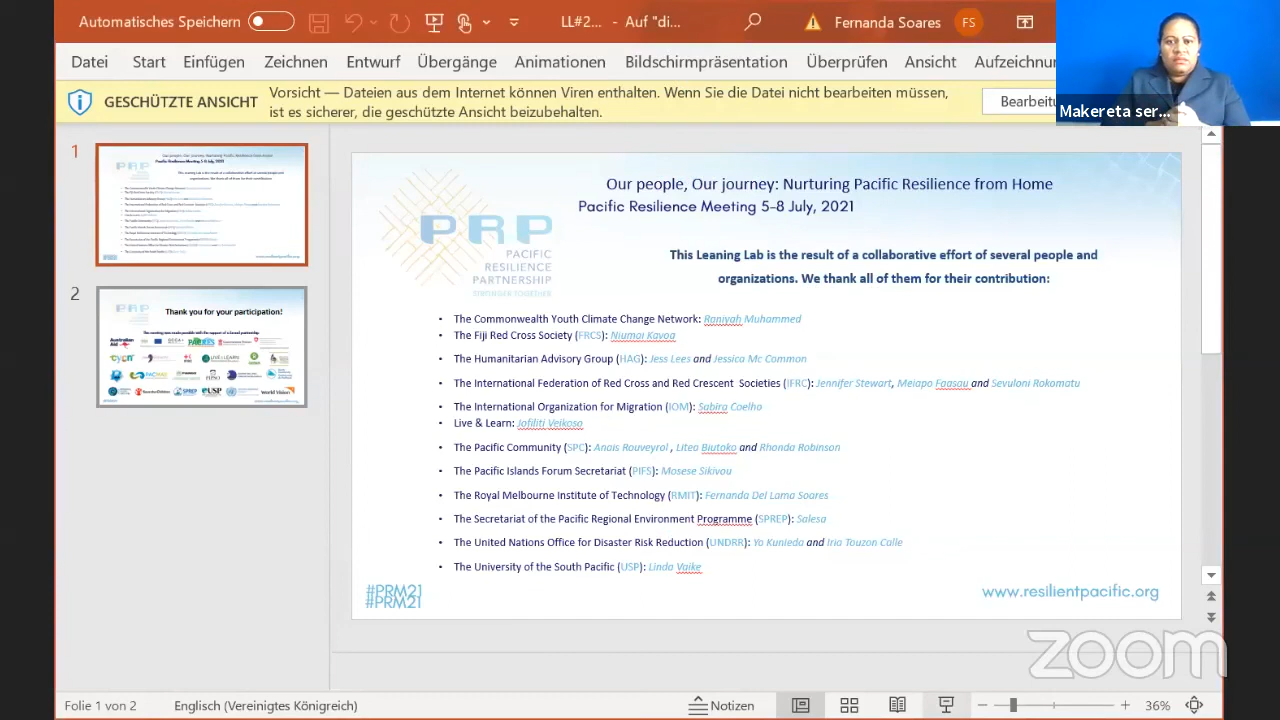 Automatisches Speichern
LL#2... - Auf "di...
Fernanda Soares
FS
Datei Start Einfügen Zeichnen Entwurf Übergänge Animationen Bildschirmpräsentation Überprüfen Ansicht Aufzeichnun
GESCHÜTZTE ANSICHT
Vorsicht — Dateien aus dem Internet können Viren enthalten. Wenn Sie die Datei nicht bearbeiten müssen,
ist es sicherer, die geschützte Ansicht beizubehalten.
Bearbeitu
Makereta ser...
1
2
Thank you for your participation!
Our people, Our journey: Nurturing Pacific Resilience from Home
Pacific Resilience Meeting 5-8 July, 2021
PRP
PACIFIC
RESILIENCE
PARTNERSHIP
STRONGER TOGETHER
This Leaning Lab is the result of a collaborative effort of several people and
organizations. We thank all of them for their contribution:
• The Commonwealth Youth Climate Change Network: Raniyah Muhammed
• The Fiji Red Cross Society (FRCS): Niumai Kavoa
• The Humanitarian Advisory Group (HAG): Jess Lees and Jessica Mc Common
• The International Federation of Red Cross and Red Crescent Societies (IFRC): Jennifer Stewart, Meiapo Faasau and Sevuloni Rokomatu
• The International Organization for Migration (IOM): Sabira Coelho
• Live & Learn: Jofiliti Veikoso
• The Pacific Community (SPC): Anais Rouveyrol , Litea Biutoko and Rhonda Robinson
• The Pacific Islands Forum Secretariat (PIFS): Mosese Sikivou
• The Royal Melbourne Institute of Technology (RMIT): Fernanda Del Lama Soares
• The Secretariat of the Pacific Regional Environment Programme (SPREP): Salesa
• The United Nations Office for Disaster Risk Reduction (UNDRR): Yo Kunieda and Iria Touzon Calle
• The University of the South Pacific (USP): Linda Vaike
#PRM21
#PRM21
www.resilientpacific.org
zoom
Folie 1 von 2
Englisch (Vereinigtes Königreich)
Notizen
36%